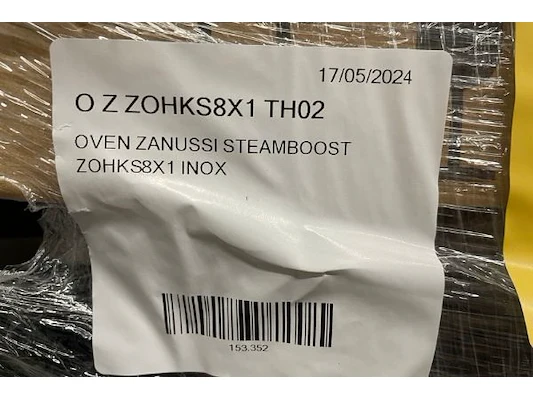 17/05/2024
O Z ZOHKS8X1 TH02
OVEN ZANUSSI STEAMBOOST
ZOHKS8X1 INOX
153.352